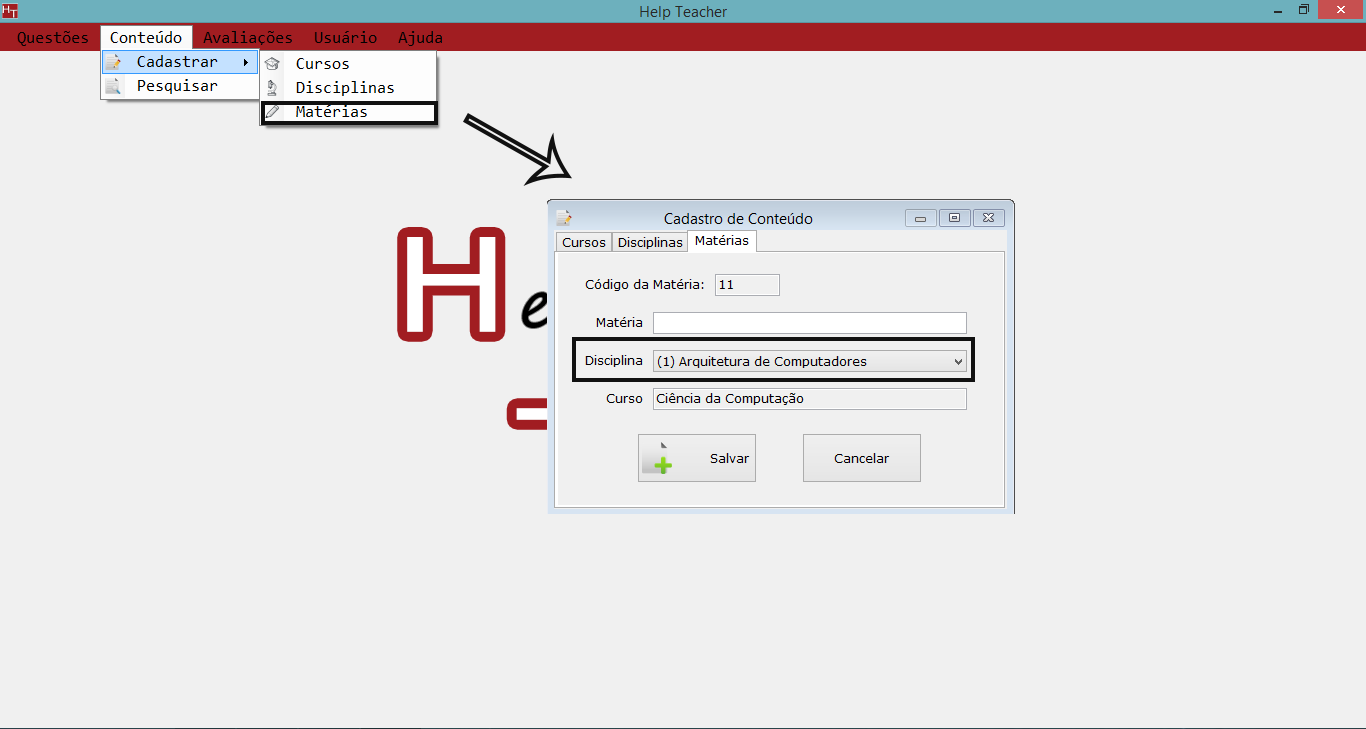 HT
Help Teacher
Questões Conteúdo Avaliações Usuário Ajuda
Cadastrar
Pesquisar
Cursos
Disciplinas
Matérias
He
Cadastro de Conteúdo
Cursos Disciplinas Matérias
Código da Matéria: 11
Matéria
Disciplina (1) Arquitetura de Computadores
Curso Ciência da Computação
Salvar Cancelar